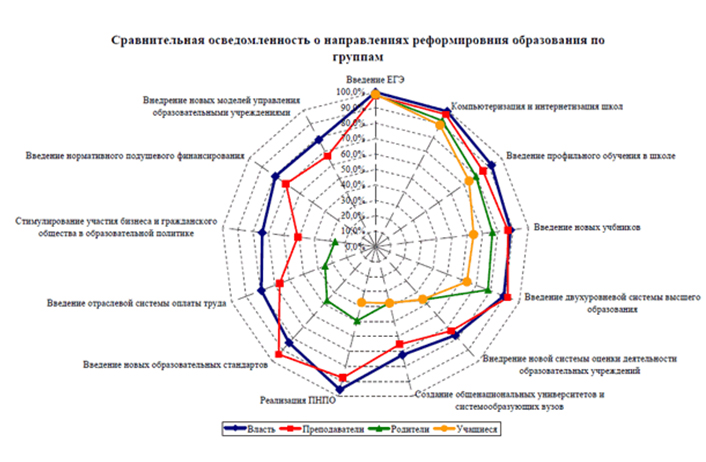 Сравнительная осведомленность о направлениях реформировния образования по
группам
Введение ЕГЭ
Компьютеризация и интернетизация школ
Введение профильного обучения в школе
Введение новых учбников
Введение двухуровневой системы высшего
образования
Внедрение новой системы оценки деятельности
образовательных учреждений
Создание общенациональных университетов и
системообразующих вузов
Реализация ПНПО
Введение новых образовательных стандартов
Введение отраслевой системы оплаты труда
Стимулирование участия бизнеса и гражданского
общества в образовательной политике
Введение нормативного подушевого финансирования
Внедрение новых моделей управления
образовательными учреждениями
100,0%
90,0%
80,0%
70,0%
60,0%
50,0%
40,0%
30,0%
20,0%
10,0%
0,0%
Власть Преподаватели Родители Учащиеся